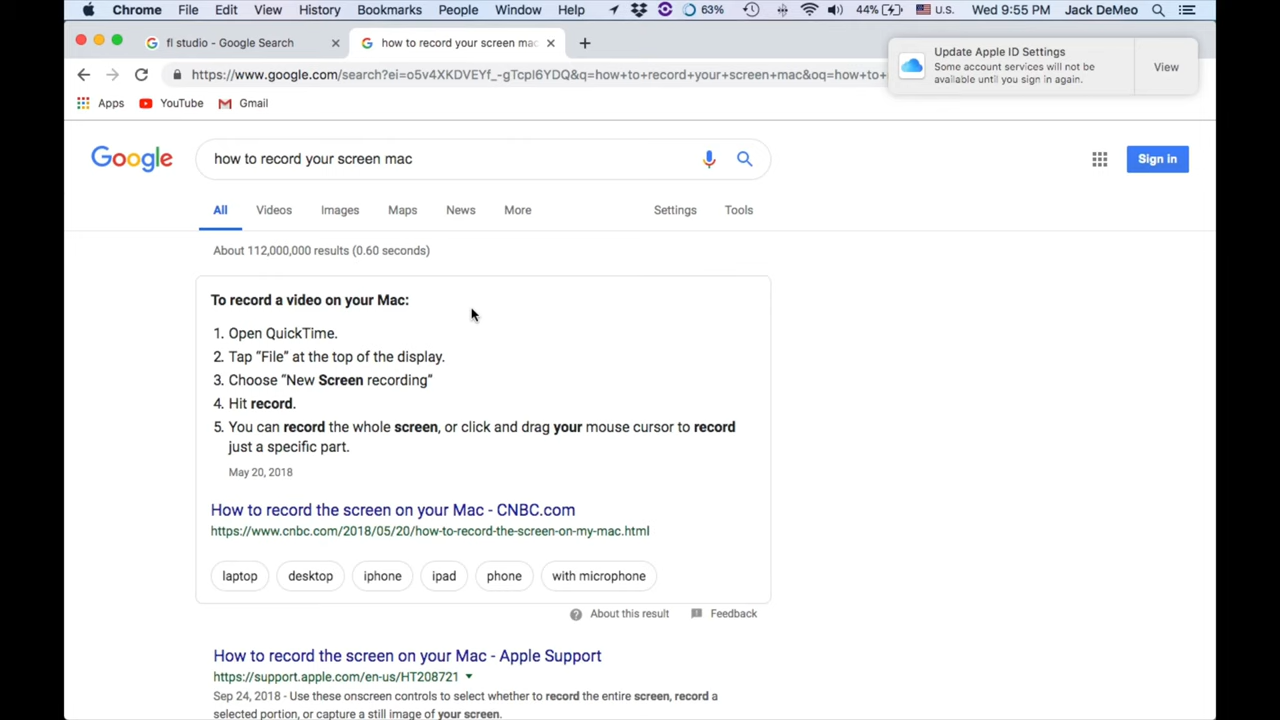 Chrome File Edit View History Bookmarks People Window Help 63% 44% U.S. Wed 9:55 PM Jack DeMeo
fl studio - Google Search how to record your screen mac
https://www.google.com/search?ei=o5v4XKDVEYf_-gTcpI6YDQ&q=how+to+record+your+screen+mac&oq=how+to+
Update Apple ID Settings
Some account services will not be
available until you sign in again.
View
Apps YouTube Gmail
Google how to record your screen mac Sign in
All Videos Images Maps News More Settings Tools
About 112,000,000 results (0.60 seconds)
To record a video on your Mac:
1. Open QuickTime.
2. Tap “File” at the top of the display.
3. Choose “New Screen recording”
4. Hit record.
5. You can record the whole screen, or click and drag your mouse cursor to record
just a specific part.
May 20, 2018
How to record the screen on your Mac - CNBC.com
https://www.cnbc.com/2018/05/20/how-to-record-the-screen-on-my-mac.html
laptop desktop iphone ipad phone with microphone
About this result Feedback
How to record the screen on your Mac - Apple Support
https://support.apple.com/en-us/HT208721
Sep 24, 2018 - Use these onscreen controls to select whether to record the entire screen, record a
selected portion, or capture a still image of your screen.